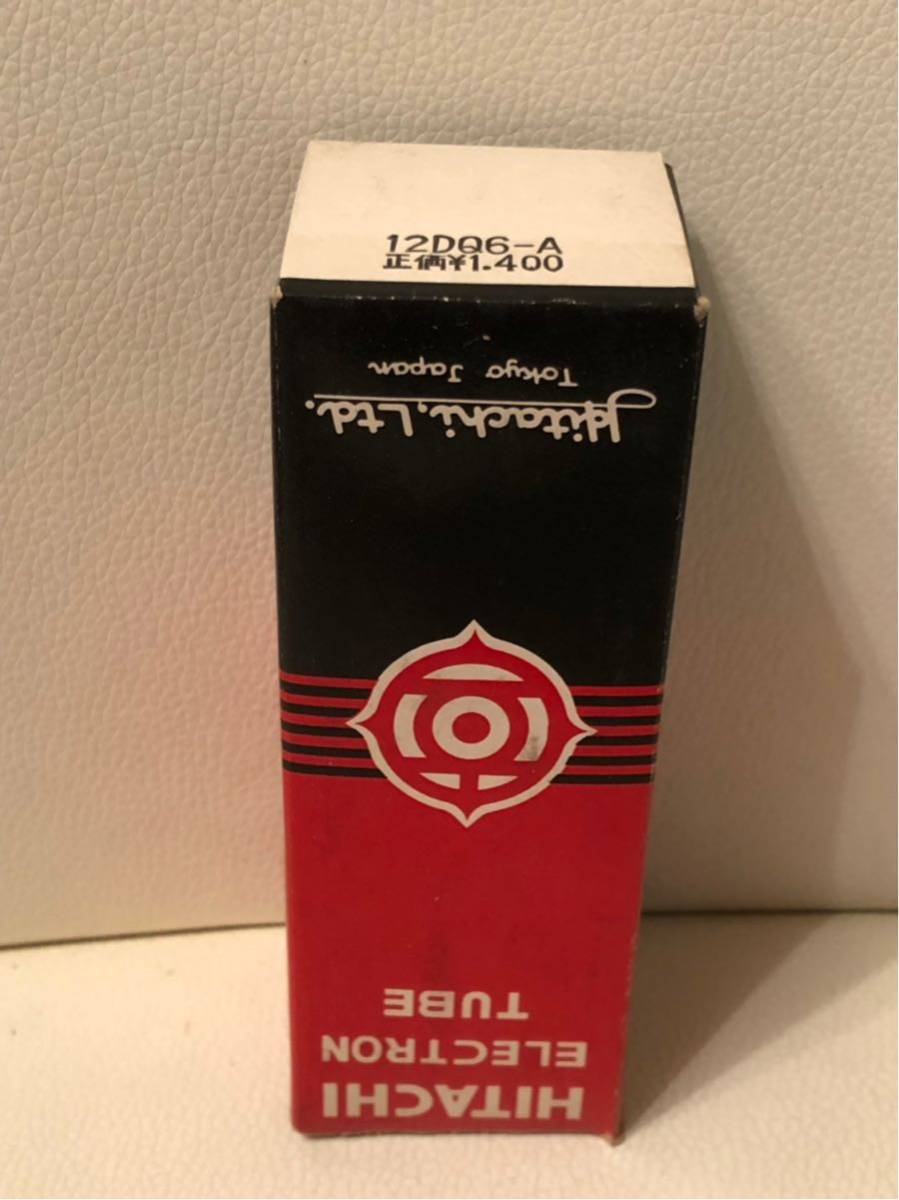 12DQ6-A
正価¥1.400
Hitachi, Ltd.
Tokyo Japan
HITACHI
ELECTRON
TUBE